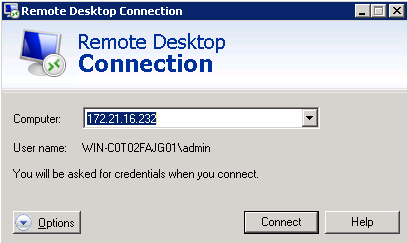 Remote Desktop Connection
Remote Desktop
Connection
Computer: 172.21.16.232
User name: WIN-C0T02FAJG01\admin
You will be asked for credentials when you connect.
Options Connect Help